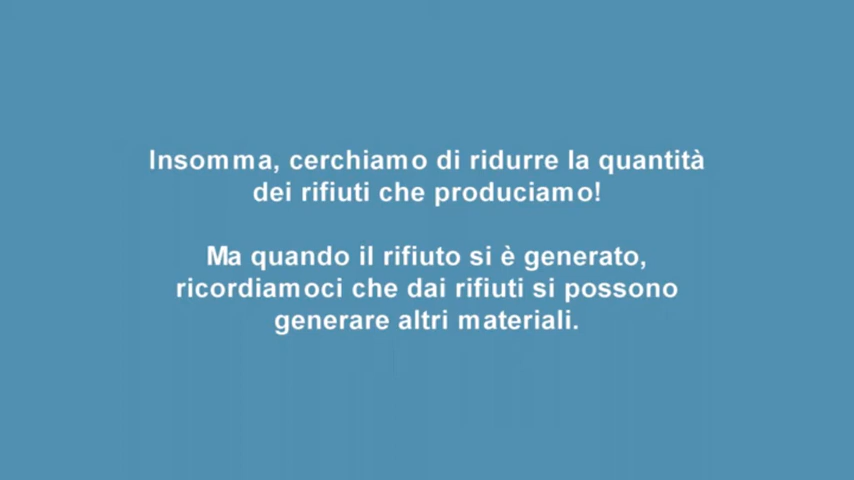 Insomma, cerchiamo di ridurre la quantità
dei rifiuti che produciamo!
Ma quando il rifiuto si è generato,
ricordiamoci che dai rifiuti si possono
generare altri materiali.